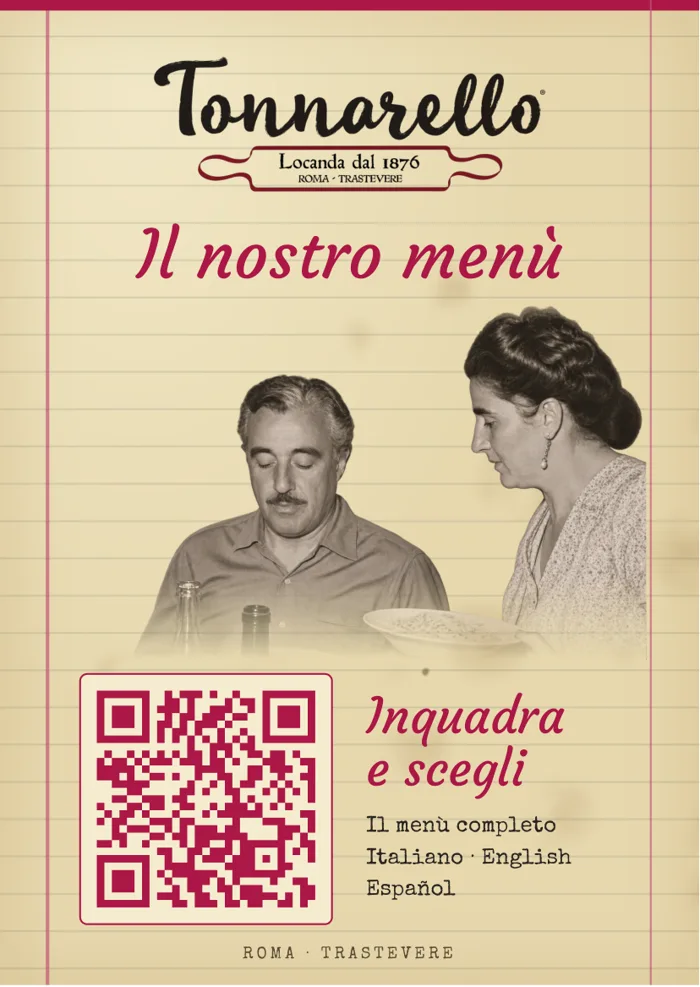 Tonnarello
Locanda dal 1876
ROMA - TRASTEVERE
Il nostro menù
Inquadra
e scegli
Il menù completo
Italiano · English
Español
ROMA · TRASTEVERE